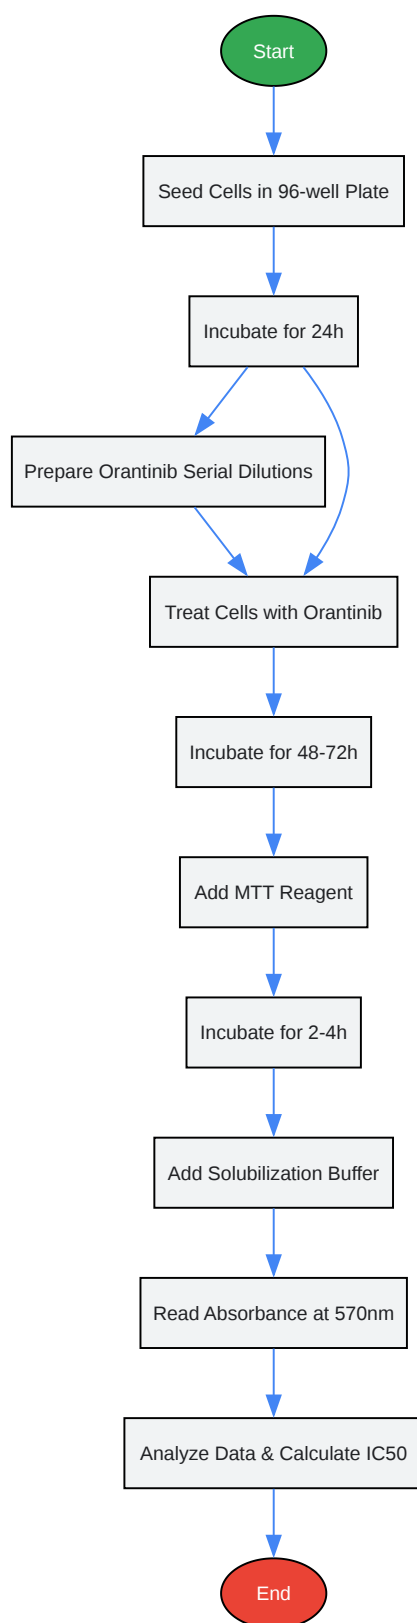 Start
Seed Cells in 96-well Plate
Incubate for 24h
Prepare Orantinib Serial Dilutions
Treat Cells with Orantinib
Incubate for 48-72h
Add MTT Reagent
Incubate for 2-4h
Add Solubilization Buffer
Read Absorbance at 570nm
Analyze Data & Calculate IC50
End